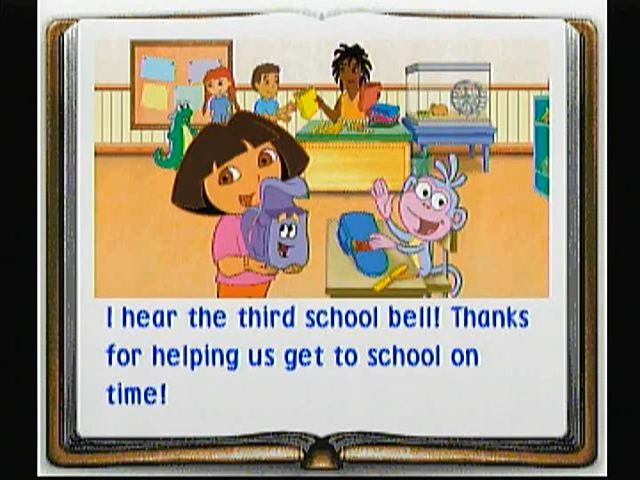 I hear the third school bell! Thanks
for helping us get to school on
time!